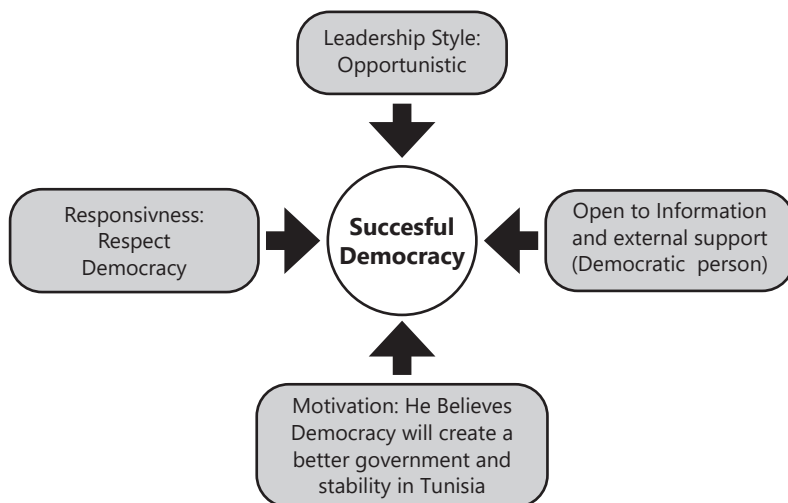 Leadership Style:
Opportunistic
Responsivness:
Respect
Democracy
Succesful
Democracy
Open to Information
and external support
(Democratic person)
Motivation: He Believes
Democracy will create a
better government and
stability in Tunisia